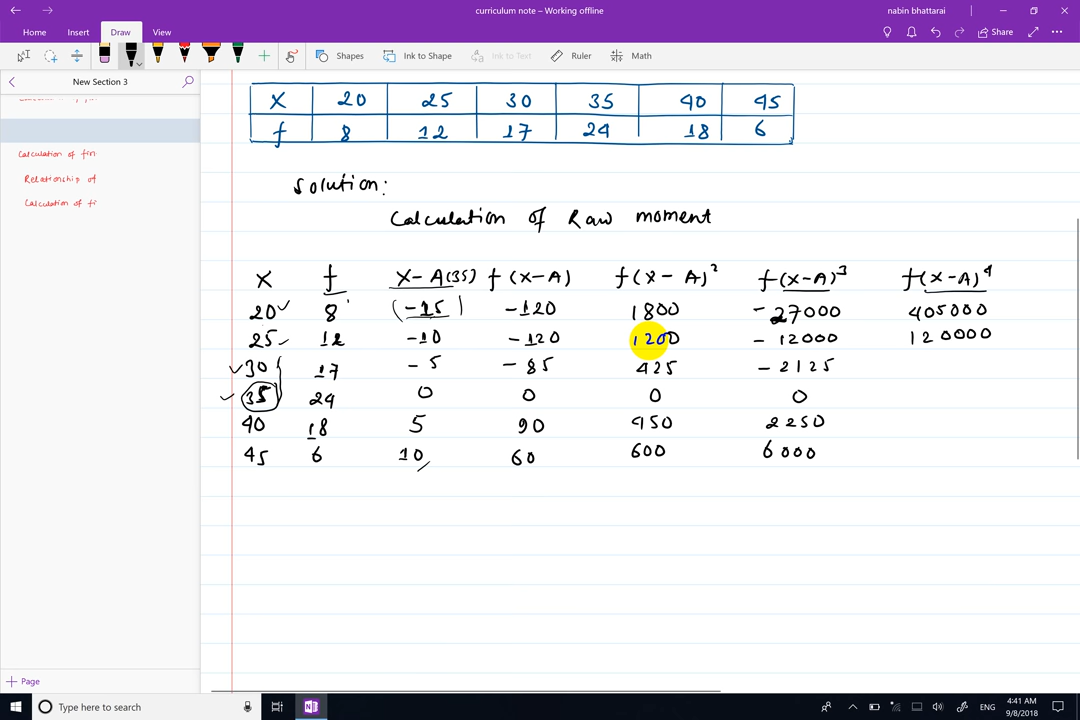 curriculum note – Working offline
nabin bhattarai
Home Insert Draw View
Share
Shapes Ink to Shape Ink to Text Ruler Math
New Section 3
Calculation of fin
Relationship of
Calculation of fi
X 20 25 30 35 40 45
f 8 12 17 24 18 6
Solution:
Calculation of Raw moment
X f X-A(35) f(X-A) f(X-A)² f(X-A)³ f(X-A)⁴
20 8 (-15) -120 1800 -27000 405000
25 12 -10 -120 1200 -12000 120000
30 17 -5 -85 425 -2125
35 24 0 0 0 0
40 18 5 90 450 2250
45 6 10 60 600 6000
+ Page
Type here to search
ENG
4:41 AM
9/8/2018